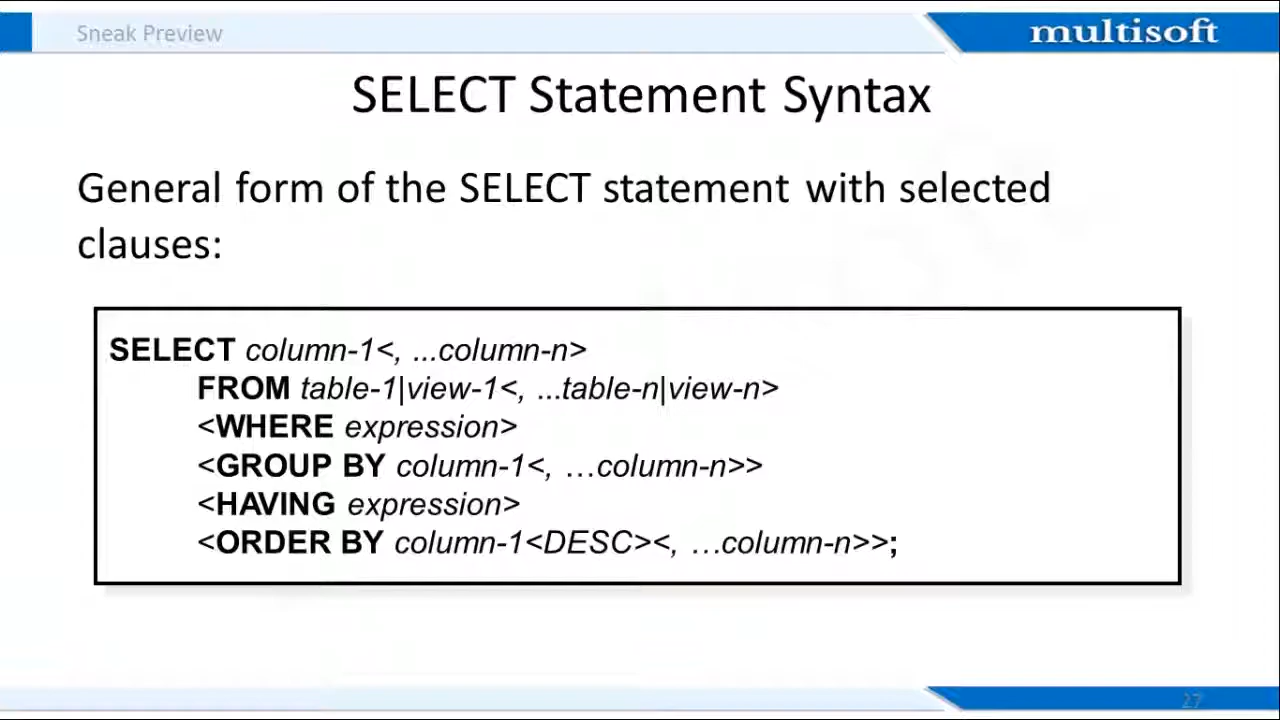 Sneak Preview
multisoft
SELECT Statement Syntax
General form of the SELECT statement with selected
clauses:
SELECT column-1<, ...column-n>
FROM table-1|view-1<, ...table-n|view-n>
<WHERE expression>
<GROUP BY column-1<, …column-n>>
<HAVING expression>
<ORDER BY column-1<DESC><, …column-n>>;
27